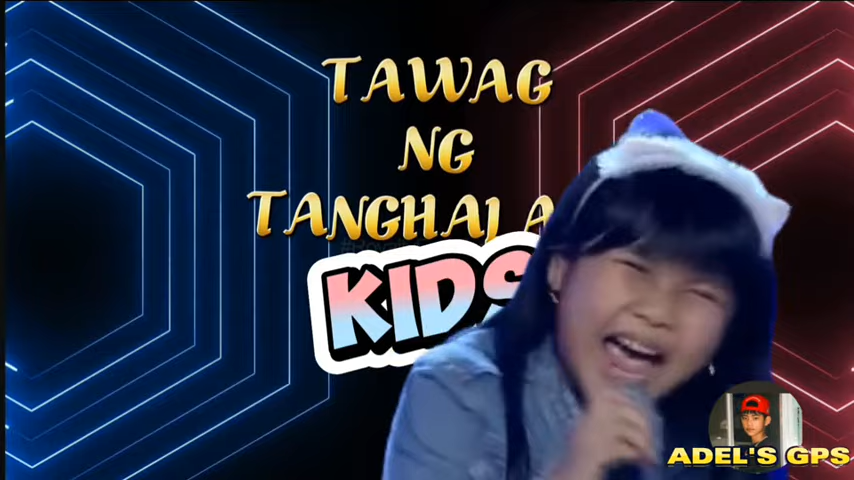 TAWAG
NG
TANGHALA
KIDS
ADEL'S GPS